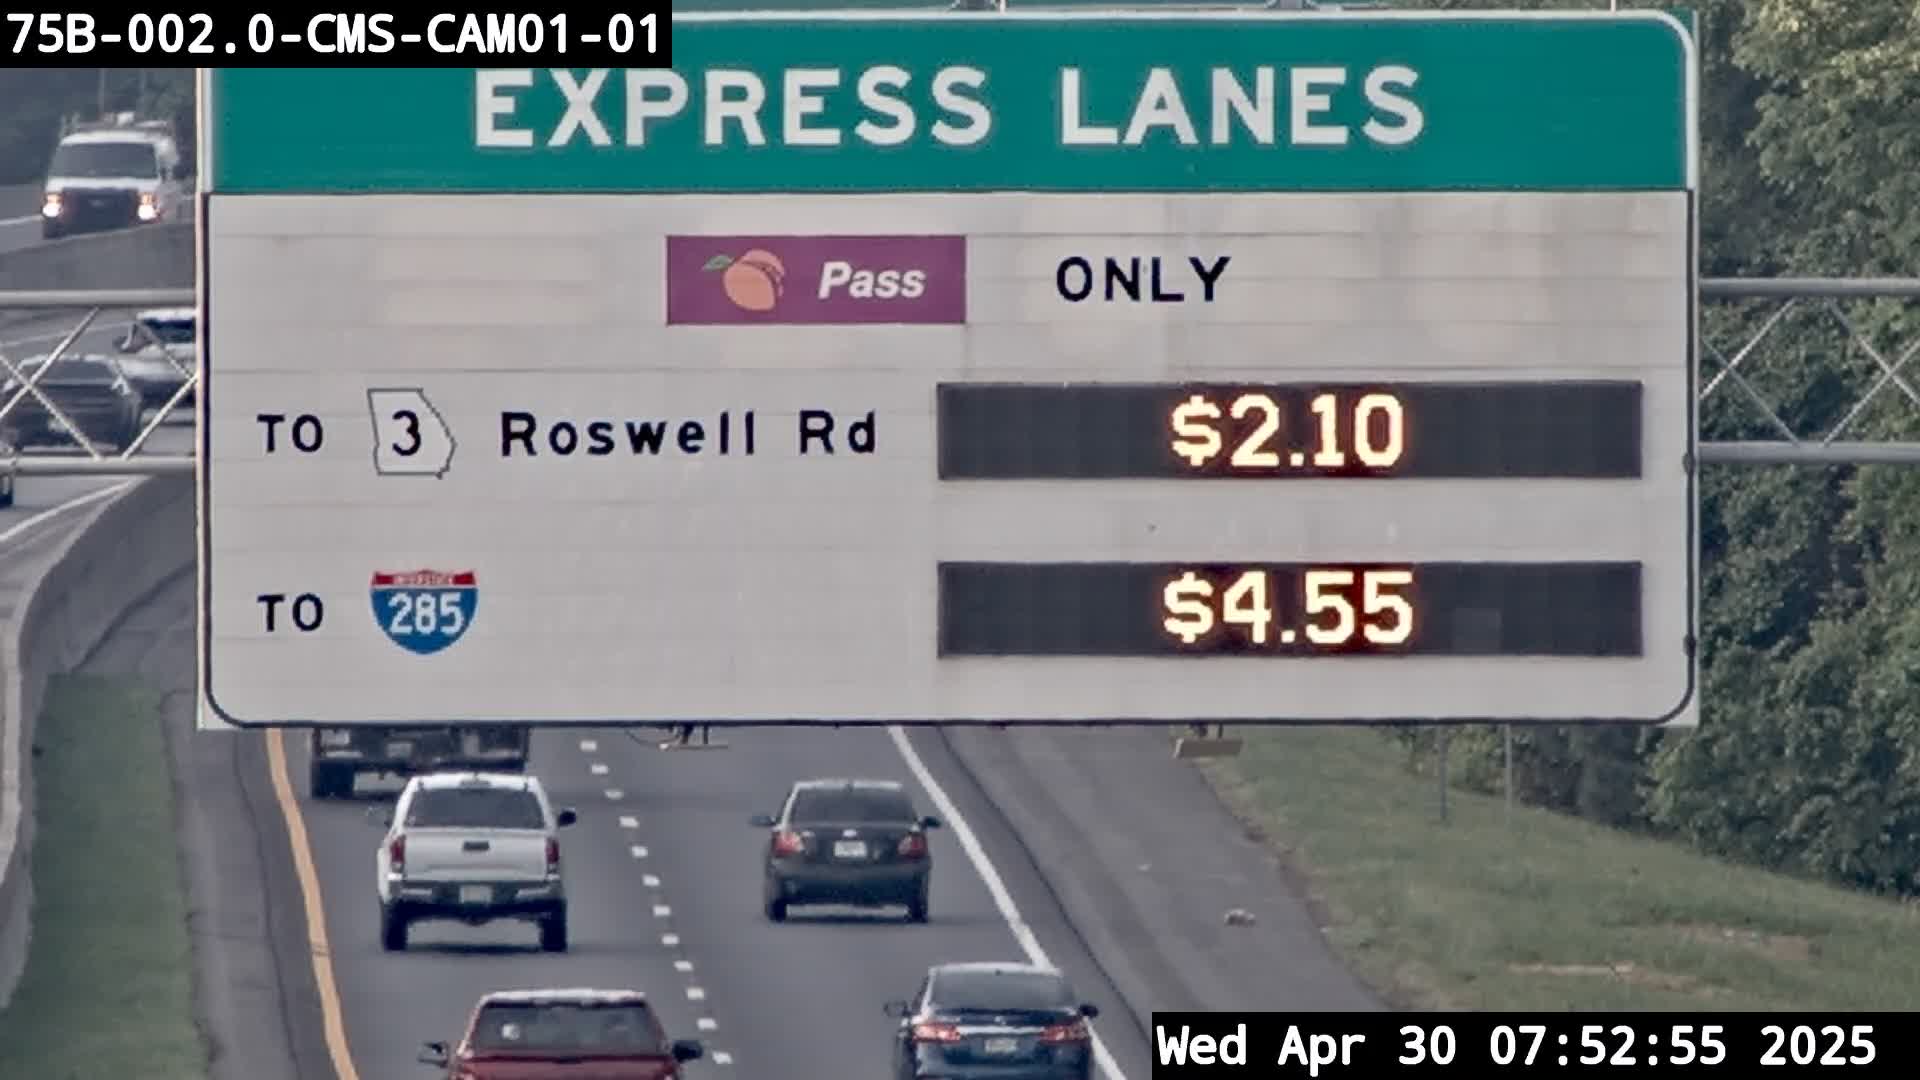 75B-002.0-CMS-CAM01-01
EXPRESS LANES
Pass ONLY
TO 3 Roswell Rd $2.10
TO INTERSTATE 285 $4.55
Wed Apr 30 07:52:55 2025